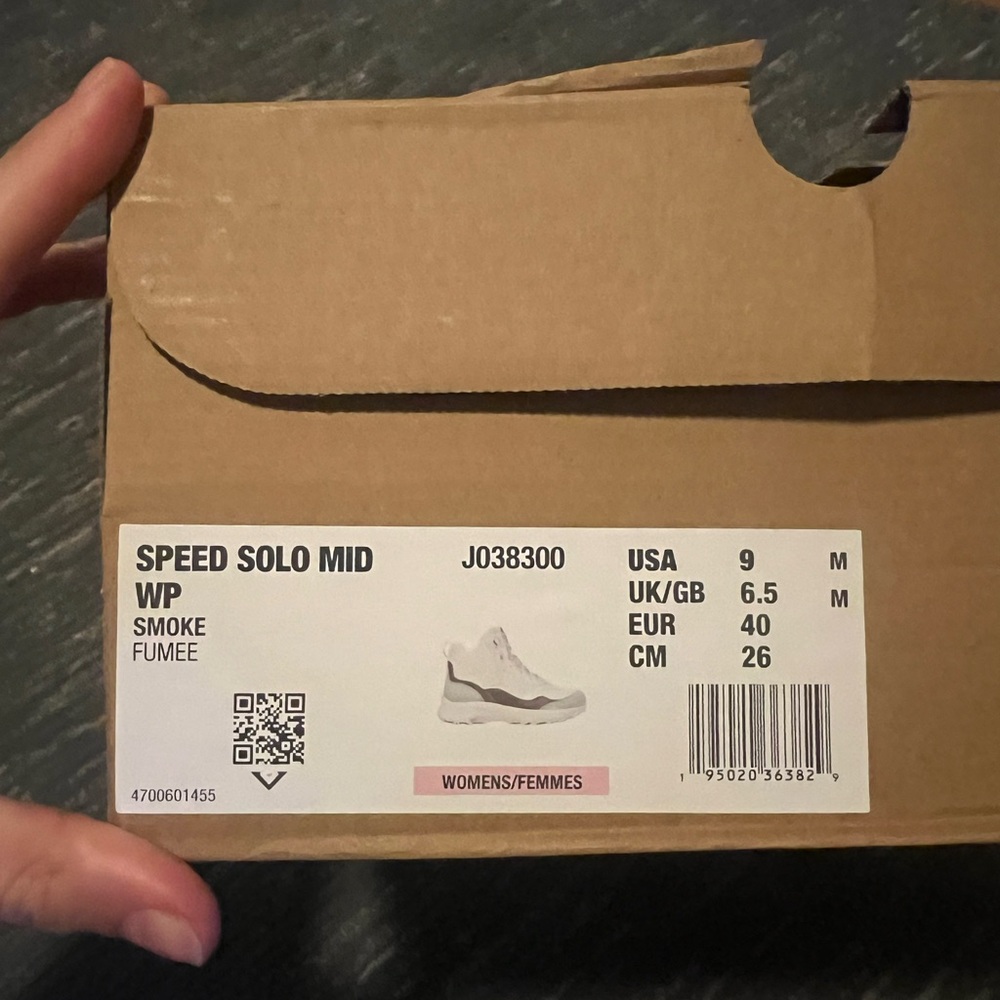 SPEED SOLO MID
WP
SMOKE
FUMEE
4700601455
J038300
WOMENS/FEMMES
USA 9 M
UK/GB 6.5 M
EUR 40
CM 26
1 95020 36382 9